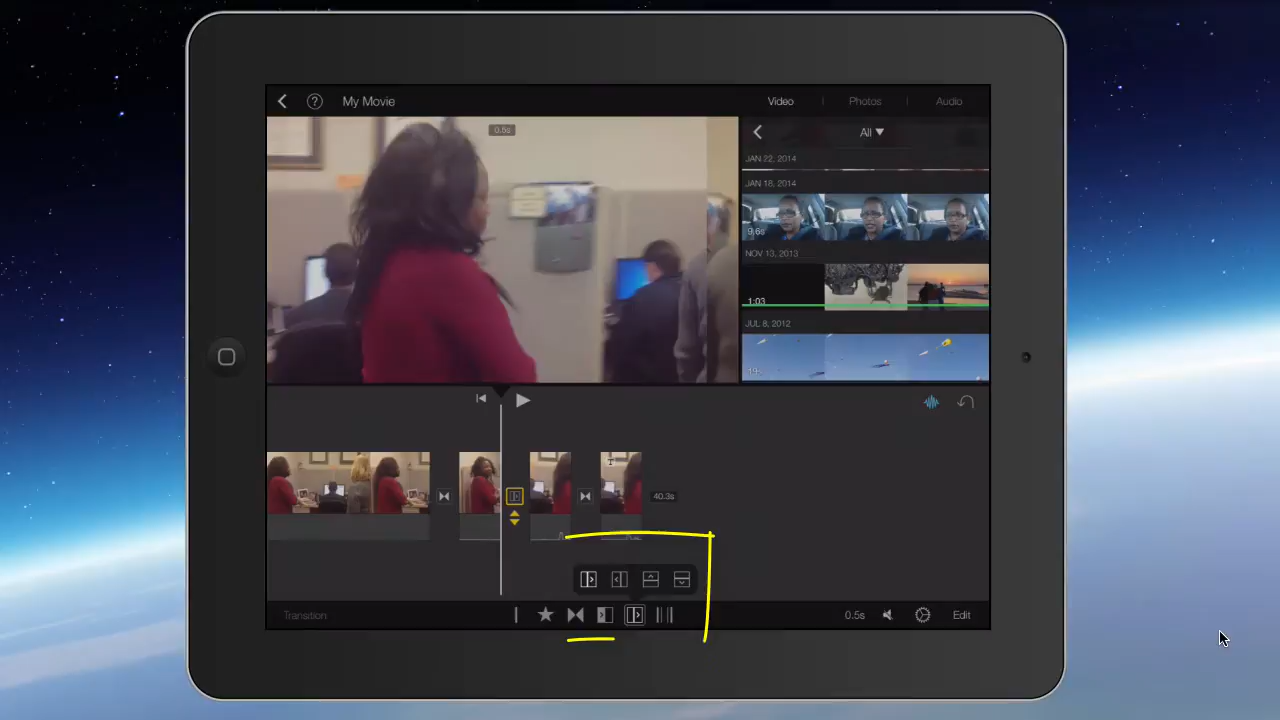 My Movie
Video
Photos
Audio
0.5s
All
JAN 22, 2014
JAN 18, 2014
9.6s
NOV 13, 2013
1:03
JUL 8, 2012
T
40.3s
Transition
0.5s
Edit